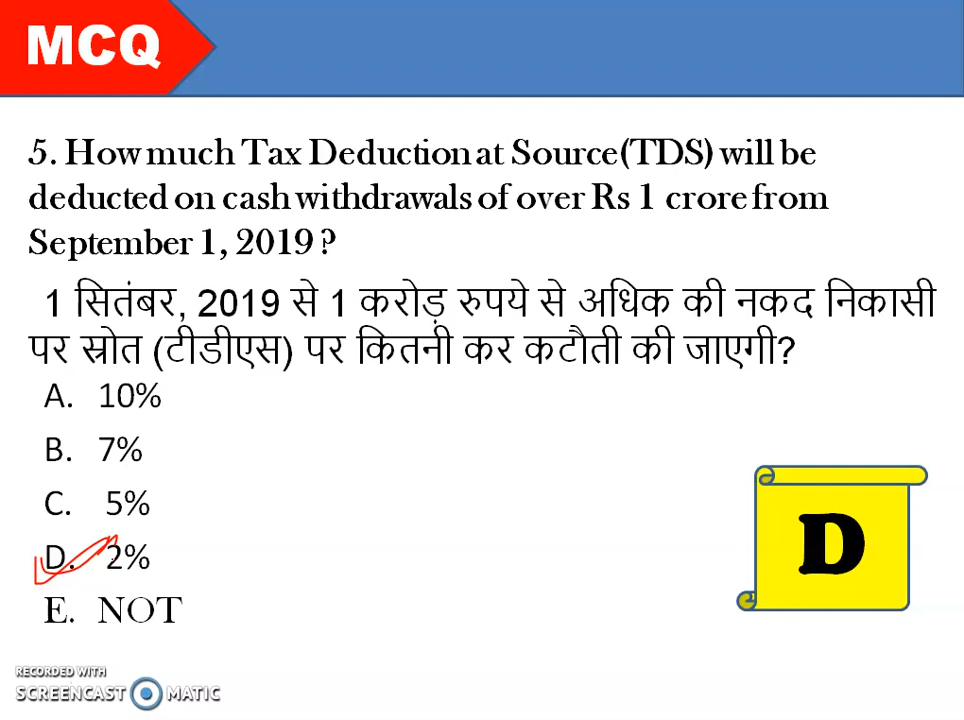 MCQ
5. How much Tax Deduction at Source(TDS) will be
deducted on cash withdrawals of over Rs 1 crore from
September 1, 2019 ?
1 सितंबर, 2019 से 1 करोड़ रुपये से अधिक की नकद निकासी
पर स्रोत (टीडीएस) पर कितनी कर कटौती की जाएगी?
A. 10%
B. 7%
C. 5%
D. 2%
E. NOT
D
RECORDED WITH
SCREENCAST MATIC